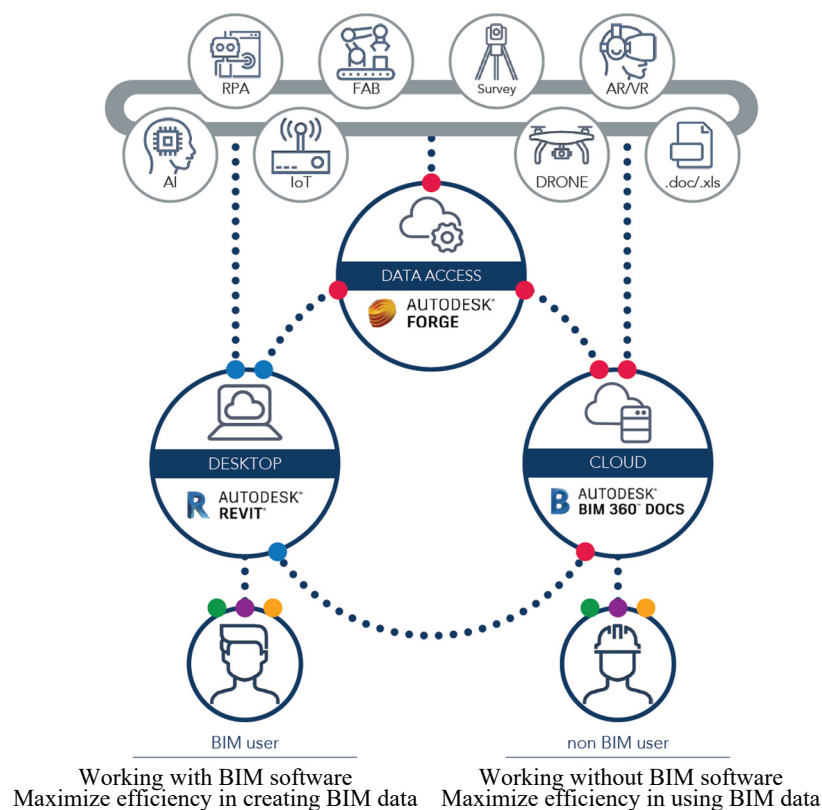 RPA
FAB
Survey
AR/VR
AI
IoT
DRONE
.doc/.xls
DATA ACCESS
AUTODESK®
FORGE
DESKTOP
AUTODESK®
REVIT®
CLOUD
AUTODESK®
BIM 360™ DOCS
BIM user
non BIM user
Working with BIM software
Maximize efficiency in creating BIM data
Working without BIM software
Maximize efficiency in using BIM data